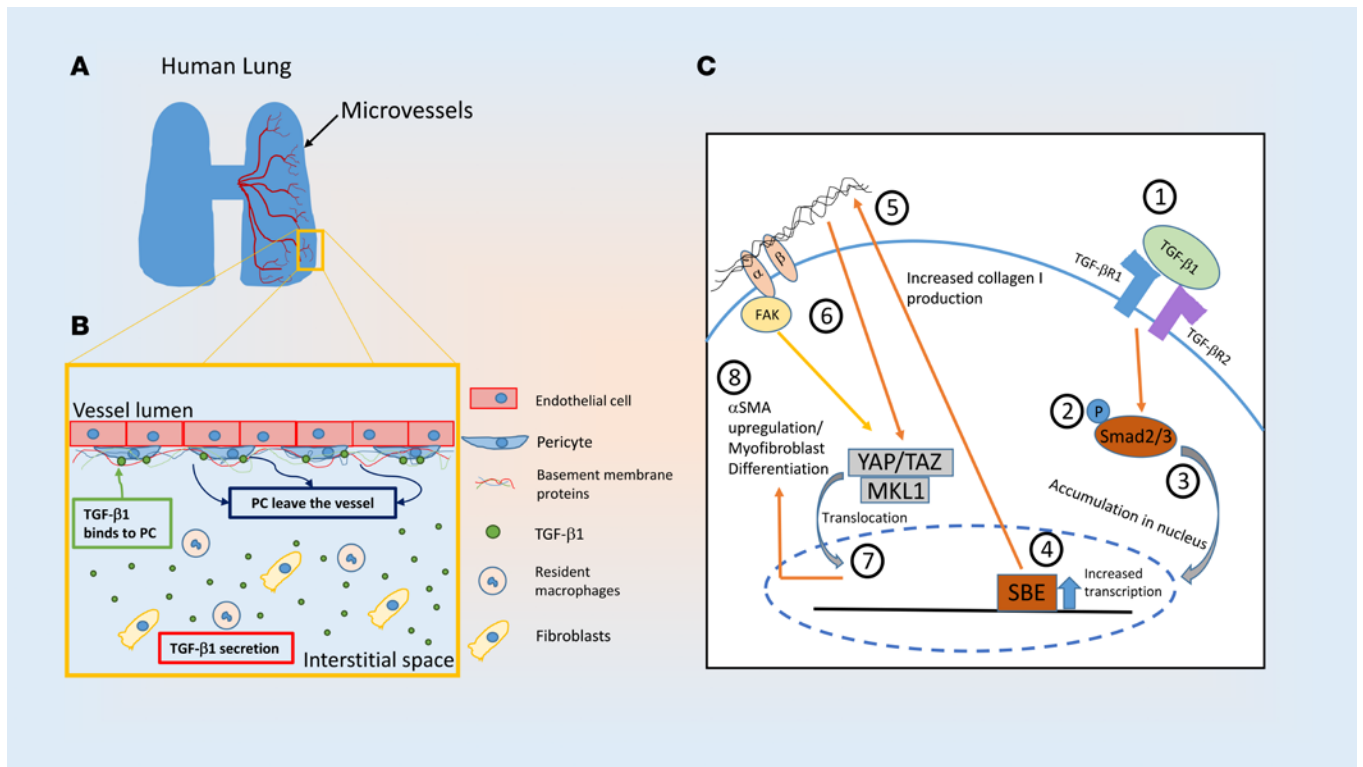 A
Human Lung
Microvessels
B
Vessel lumen
TGF-β1
binds to PC
PC leave the vessel
TGF-β1 secretion
Interstitial space
Endothelial cell
Pericyte
Basement membrane
proteins
TGF-β1
Resident
macrophages
Fibroblasts
C
1
TGF-β1
TGF-βR1
TGF-βR2
2
P
Smad2/3
3
Accumulation in nucleus
4
SBE
Increased
transcription
5
Increased collagen I
production
α
β
FAK
6
YAP/TAZ
MKL1
Translocation
7
8
αSMA
upregulation/
Myofibroblast
Differentiation